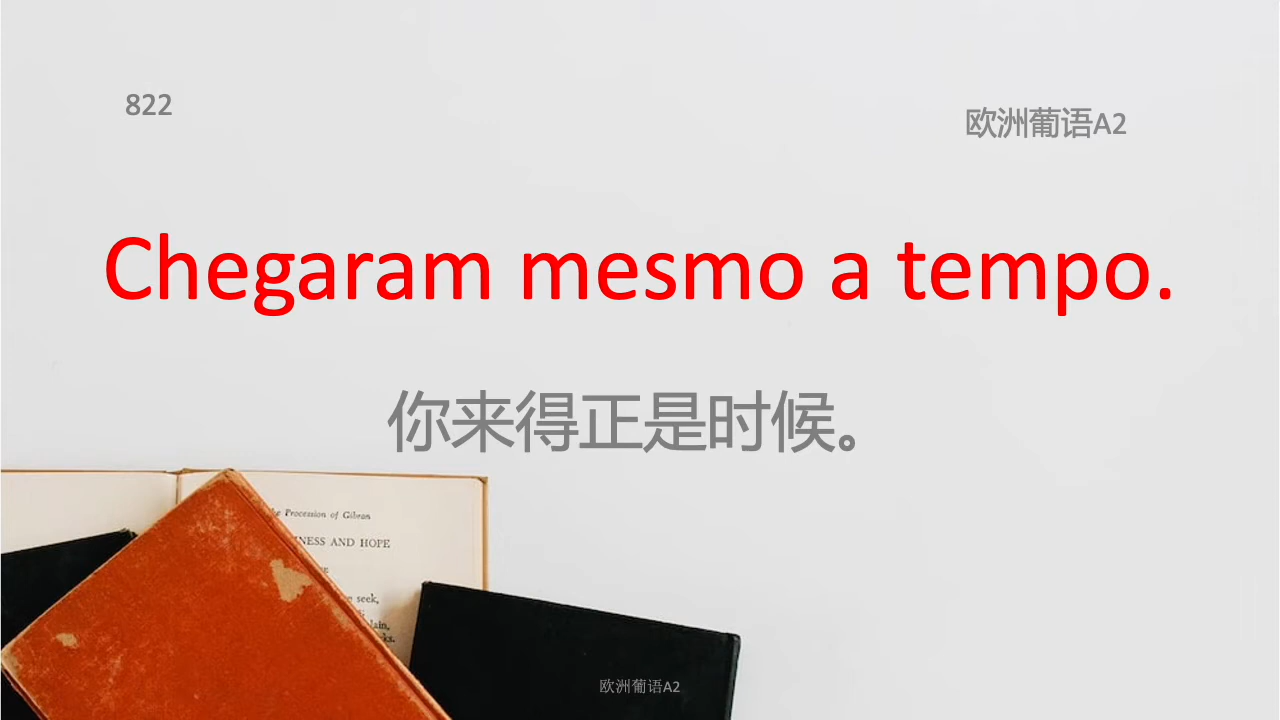 822
欧洲葡语A2
Chegaram mesmo a tempo.
你来得正是时候。
Procession of Gibran
AND HOPE
seek,
欧洲葡语A2